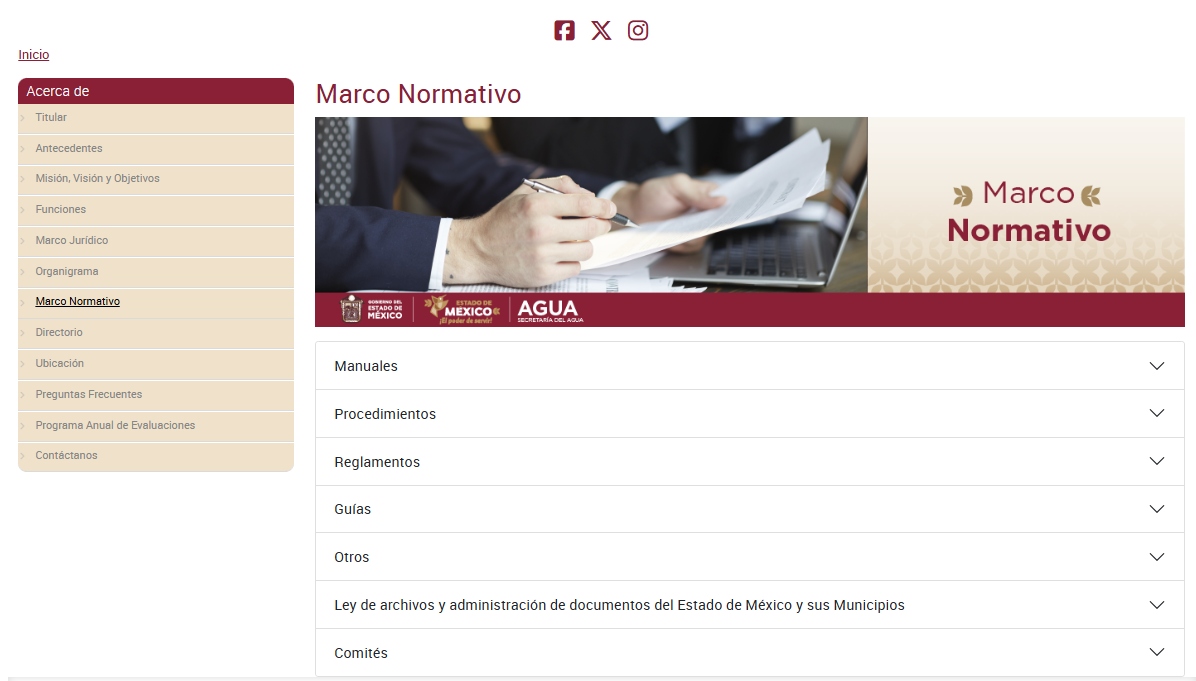 Inicio
Acerca de
Titular
Antecedentes
Misión, Visión y Objetivos
Funciones
Marco Jurídico
Organigrama
Marco Normativo
Directorio
Ubicación
Preguntas Frecuentes
Programa Anual de Evaluaciones
Contáctanos
Marco Normativo
Marco
Normativo
GOBIERNO DEL
ESTADO DE
MÉXICO
ESTADO DE
MÉXICO
¡El poder de servir!
AGUA
SECRETARÍA DEL AGUA
Manuales
Procedimientos
Reglamentos
Guías
Otros
Ley de archivos y administración de documentos del Estado de México y sus Municipios
Comités